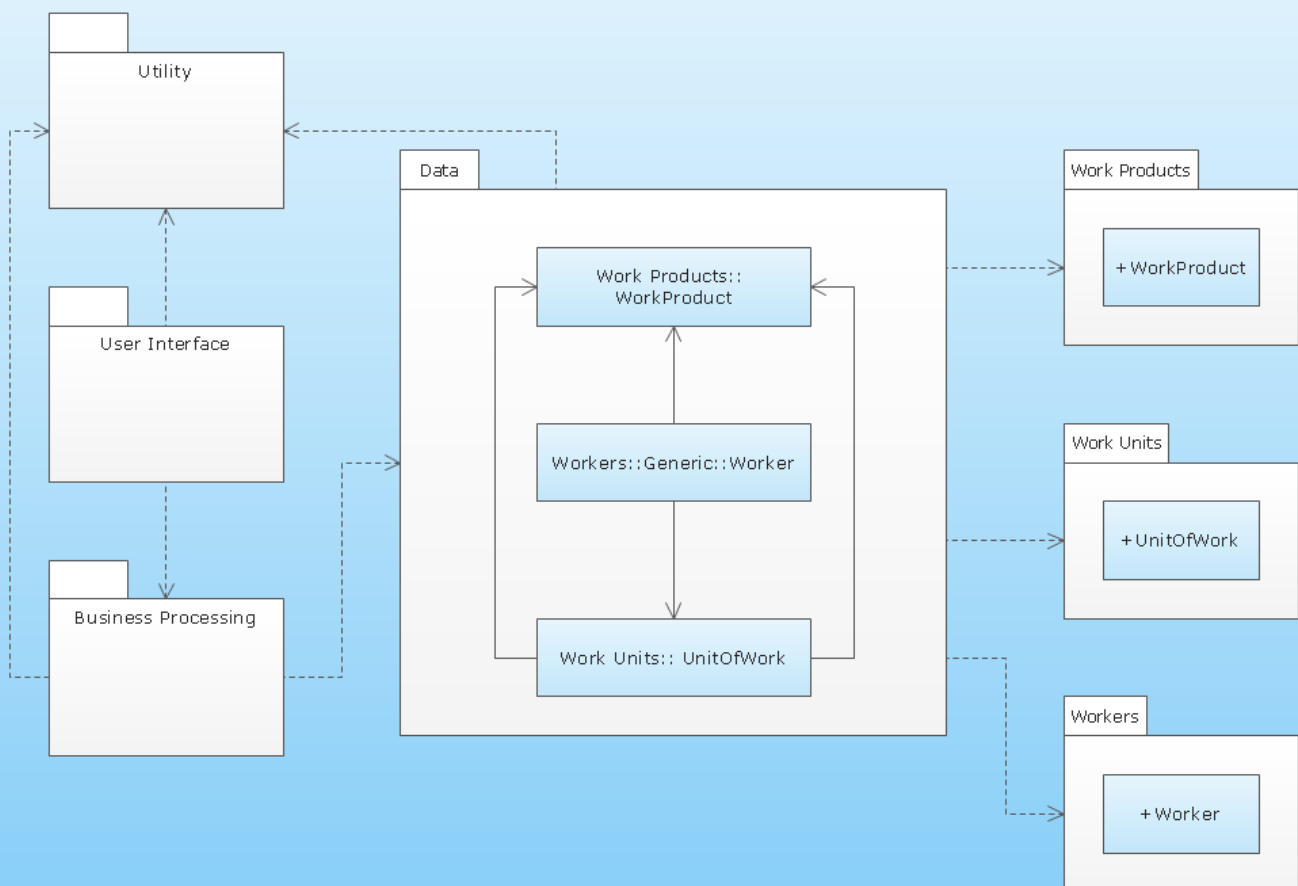 Utility
Data
Work Products
Work Products::
WorkProduct
+ WorkProduct
User Interface
Workers::Generic::Worker
Work Units
+ UnitOfWork
Business Processing
Work Units:: UnitOfWork
Workers
+ Worker